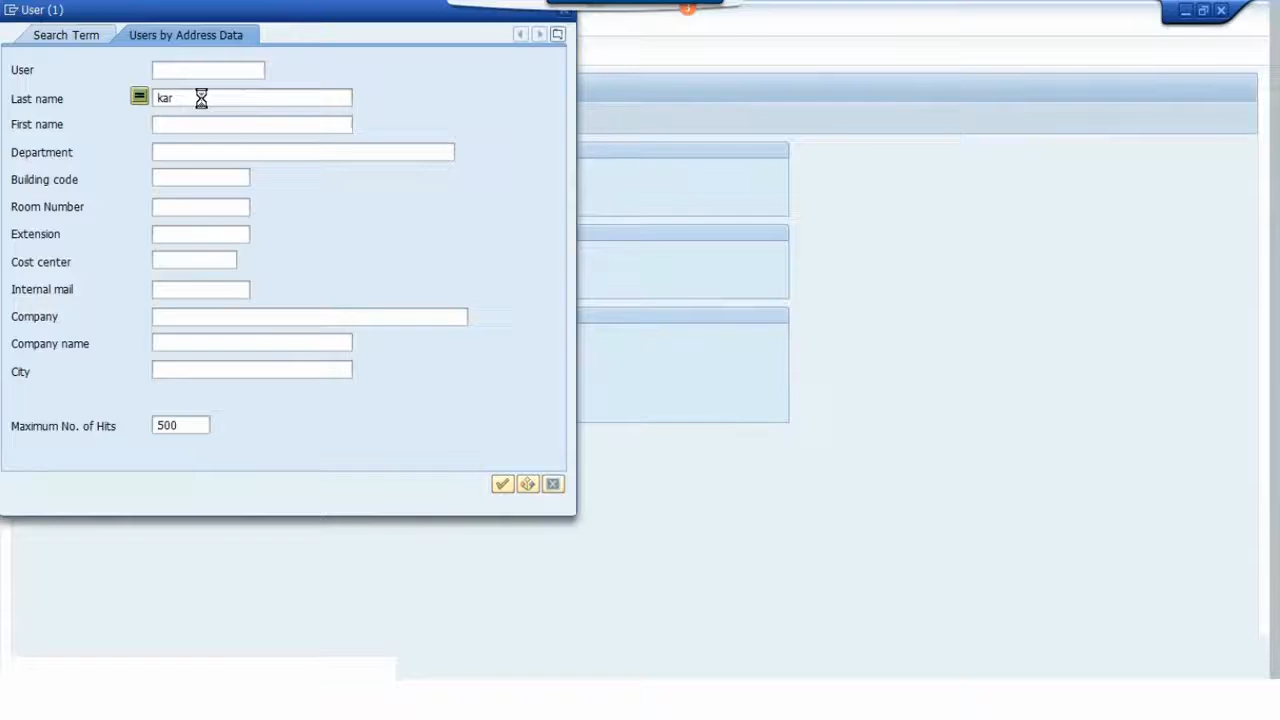 User (1)
Search Term
Users by Address Data
User
Last name
kar
First name
Department
Building code
Room Number
Extension
Cost center
Internal mail
Company
Company name
City
Maximum No. of Hits
500